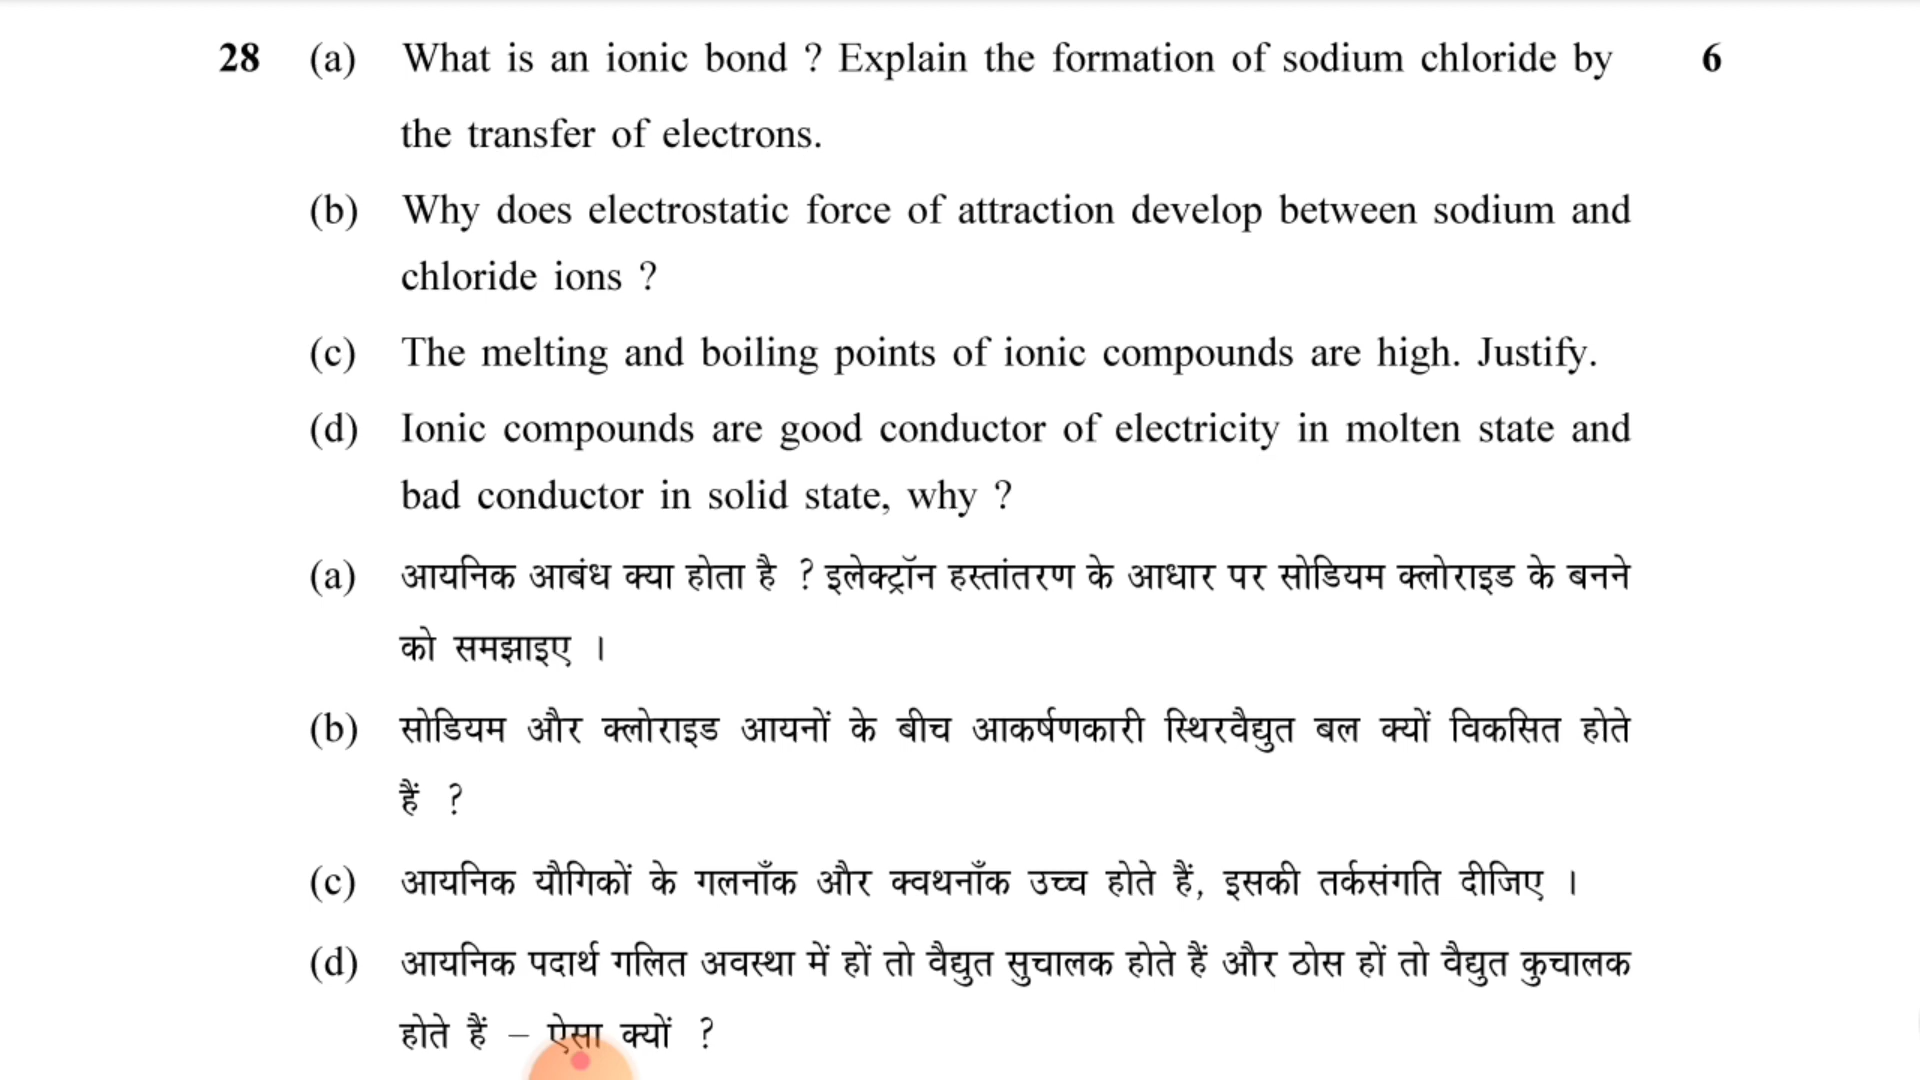 28 (a) What is an ionic bond ? Explain the formation of sodium chloride by 6
the transfer of electrons.
(b) Why does electrostatic force of attraction develop between sodium and
chloride ions ?
(c) The melting and boiling points of ionic compounds are high. Justify.
(d) Ionic compounds are good conductor of electricity in molten state and
bad conductor in solid state, why ?
(a) आयनिक आबंध क्या होता है ? इलेक्ट्रॉन हस्तांतरण के आधार पर सोडियम क्लोराइड के बनने
को समझाइए ।
(b) सोडियम और क्लोराइड आयनों के बीच आकर्षणकारी स्थिरवैद्युत बल क्यों विकसित होते
हैं ?
(c) आयनिक यौगिकों के गलनाँक और क्वथनाँक उच्च होते हैं, इसकी तर्कसंगति दीजिए ।
(d) आयनिक पदार्थ गलित अवस्था में हों तो वैद्युत सुचालक होते हैं और ठोस हों तो वैद्युत कुचालक
होते हैं – ऐसा क्यों ?